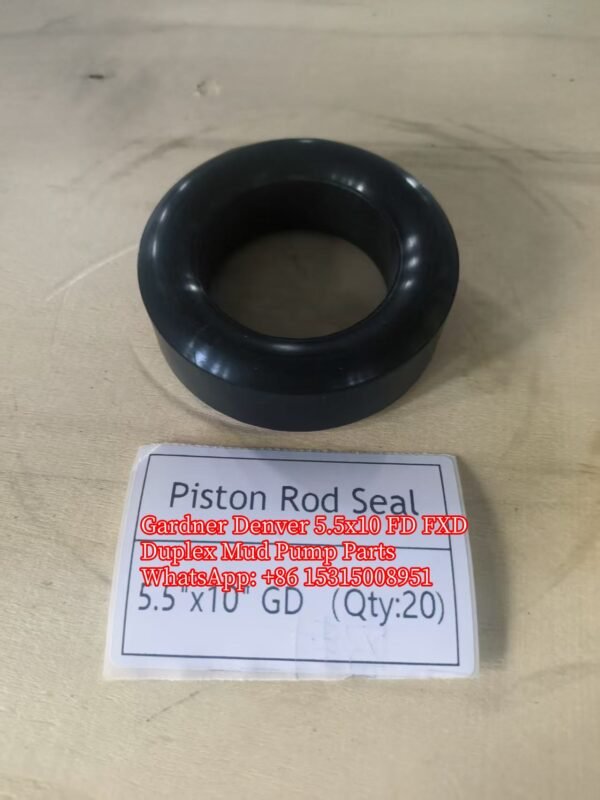 Piston Rod Seal
Gardner Denver 5.5x10 FD FXD
Duplex Mud Pump Parts
WhatsApp: +86 15315008951
5.5"x10" GD (Qty:20)